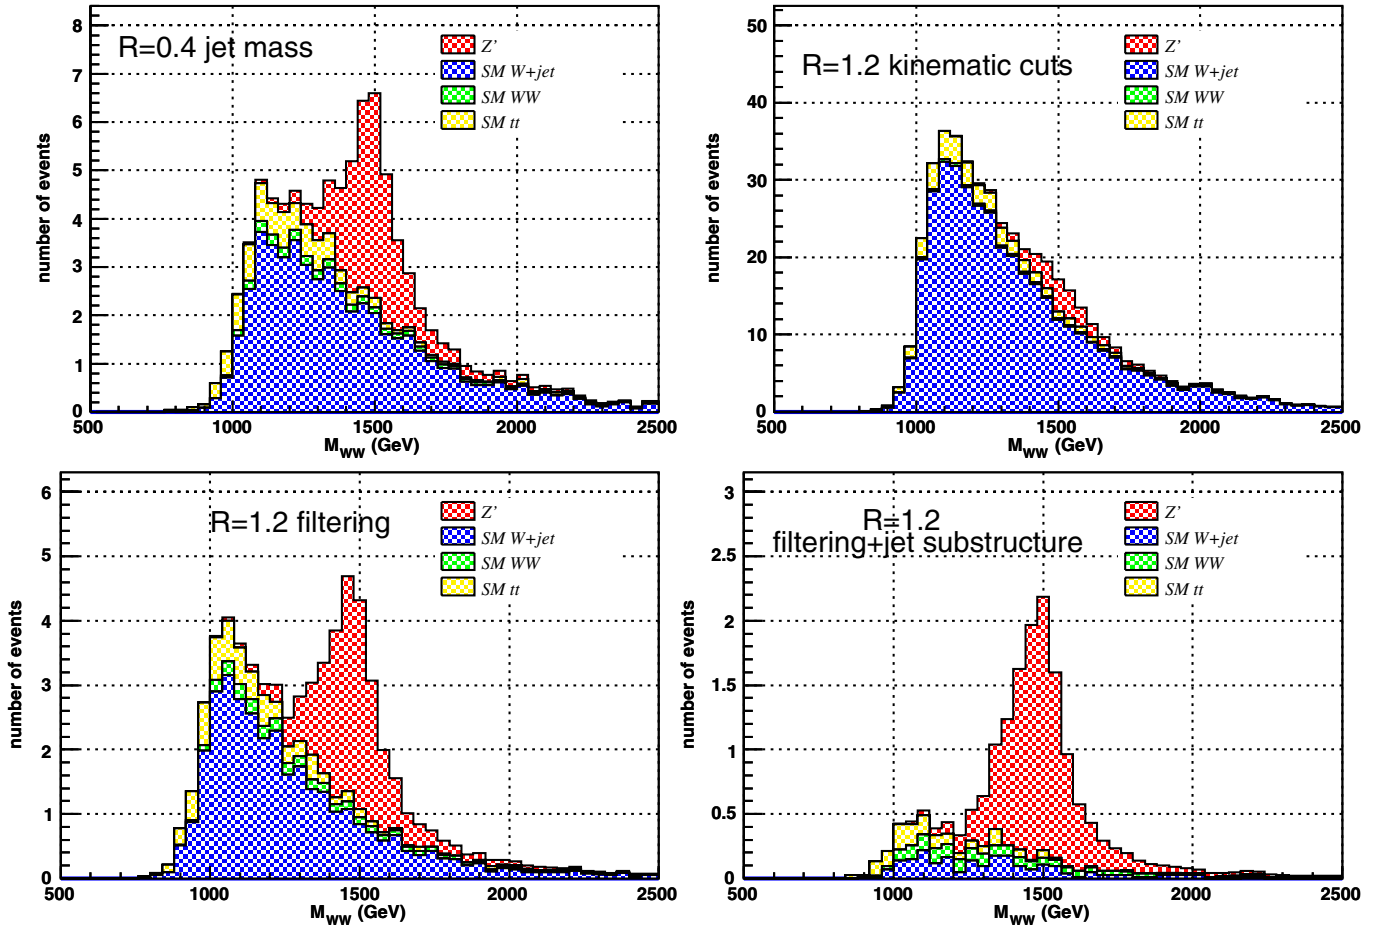 8
7
6
5
4
3
2
1
0
number of events
R=0.4 jet mass
Z'
SM W+jet
SM WW
SM tt
500 1000 1500 2000 2500
M_WW (GeV)
50
40
30
20
10
0
number of events
R=1.2 kinematic cuts
Z'
SM W+jet
SM WW
SM tt
500 1000 1500 2000 2500
M_WW (GeV)
6
5
4
3
2
1
0
number of events
R=1.2 filtering
Z'
SM W+jet
SM WW
SM tt
500 1000 1500 2000 2500
M_WW (GeV)
3
2.5
2
1.5
1
0.5
0
number of events
R=1.2
filtering+jet substructure
Z'
SM W+jet
SM WW
SM tt
500 1000 1500 2000 2500
M_WW (GeV)